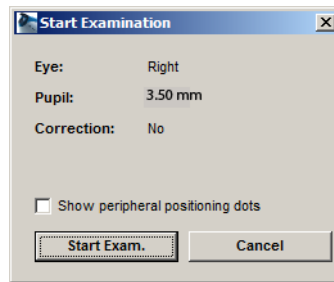 Start Examination
Eye: Right
Pupil: 3.50 mm
Correction: No
Show peripheral positioning dots
Start Exam. Cancel